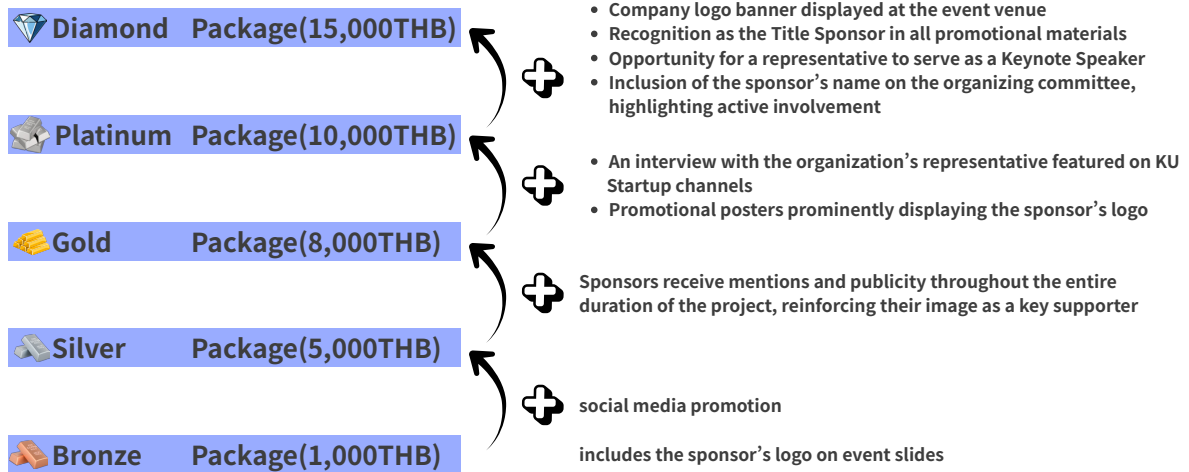 • Company logo banner displayed at the event venue
Diamond Package(15,000THB)
• Recognition as the Title Sponsor in all promotional materials
• Opportunity for a representative to serve as a Keynote Speaker
• Inclusion of the sponsor's name on the organizing committee,
highlighting active involvement
Platinum Package(10,000THB)
• An interview with the organization's representative featured on KU
Startup channels
• Promotional posters prominently displaying the sponsor's logo
Gold Package(8,000THB)
Sponsors receive mentions and publicity throughout the entire
duration of the project, reinforcing their image as a key supporter
Silver Package(5,000THB)
social media promotion
Bronze Package(1,000THB)
includes the sponsor's logo on event slides